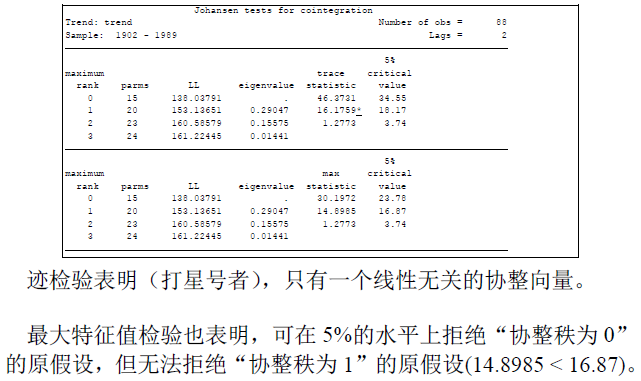 Johansen tests for cointegration
Trend: trend Number of obs = 88
Sample: 1902 - 1989 Lags = 2
5%
maximum trace critical
rank parms LL eigenvalue statistic value
0 15 138.03791 . 46.3731 34.55
1 20 153.13651 0.29047 16.1759* 18.17
2 23 160.58579 0.15575 1.2773 3.74
3 24 161.22445 0.01441
5%
maximum max critical
rank parms LL eigenvalue statistic value
0 15 138.03791 . 30.1972 23.78
1 20 153.13651 0.29047 14.8985 16.87
2 23 160.58579 0.15575 1.2773 3.74
3 24 161.22445 0.01441
迹检验表明（打星号者），只有一个线性无关的协整向量。
最大特征值检验也表明，可在 5%的水平上拒绝“协整秩为 0”
的原假设，但无法拒绝“协整秩为 1”的原假设(14.8985 < 16.87)。